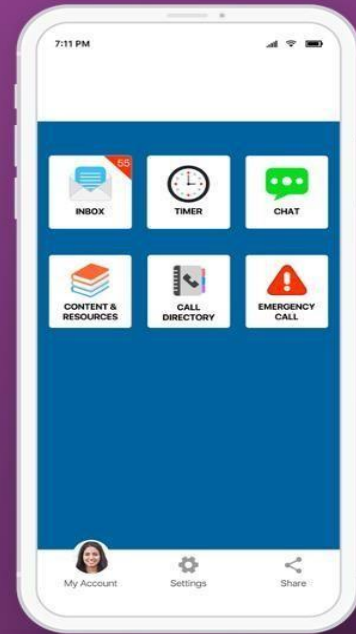 7:11 PM
55
INBOX
TIMER
CHAT
CONTENT &
RESOURCES
CALL
DIRECTORY
EMERGENCY
CALL
My Account
Settings
Share